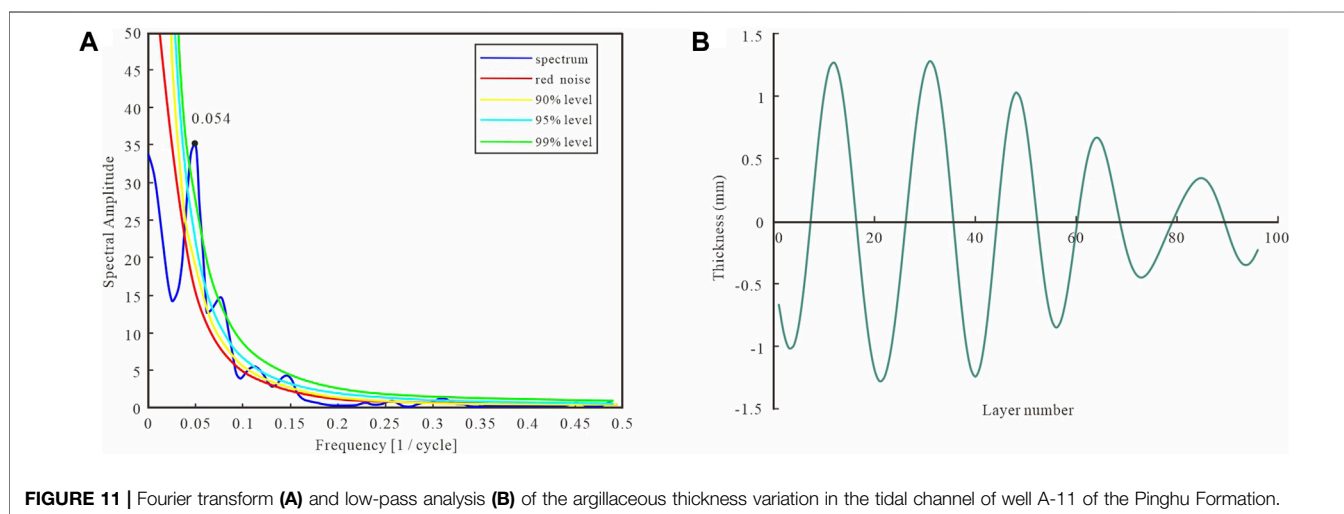 A
50
45
40
35
30
25
20
15
10
5
0
Spectral Amplitude
0.054
spectrum
red noise
90% level
95% level
99% level
0 0.05 0.1 0.15 0.2 0.25 0.3 0.35 0.4 0.45 0.5
Frequency [1 / cycle]
B
1.5
1
0.5
0
-0.5
-1
-1.5
Thickness (mm)
0 20 40 60 80 100
Layer number
FIGURE 11 | Fourier transform (A) and low-pass analysis (B) of the argillaceous thickness variation in the tidal channel of well A-11 of the Pinghu Formation.